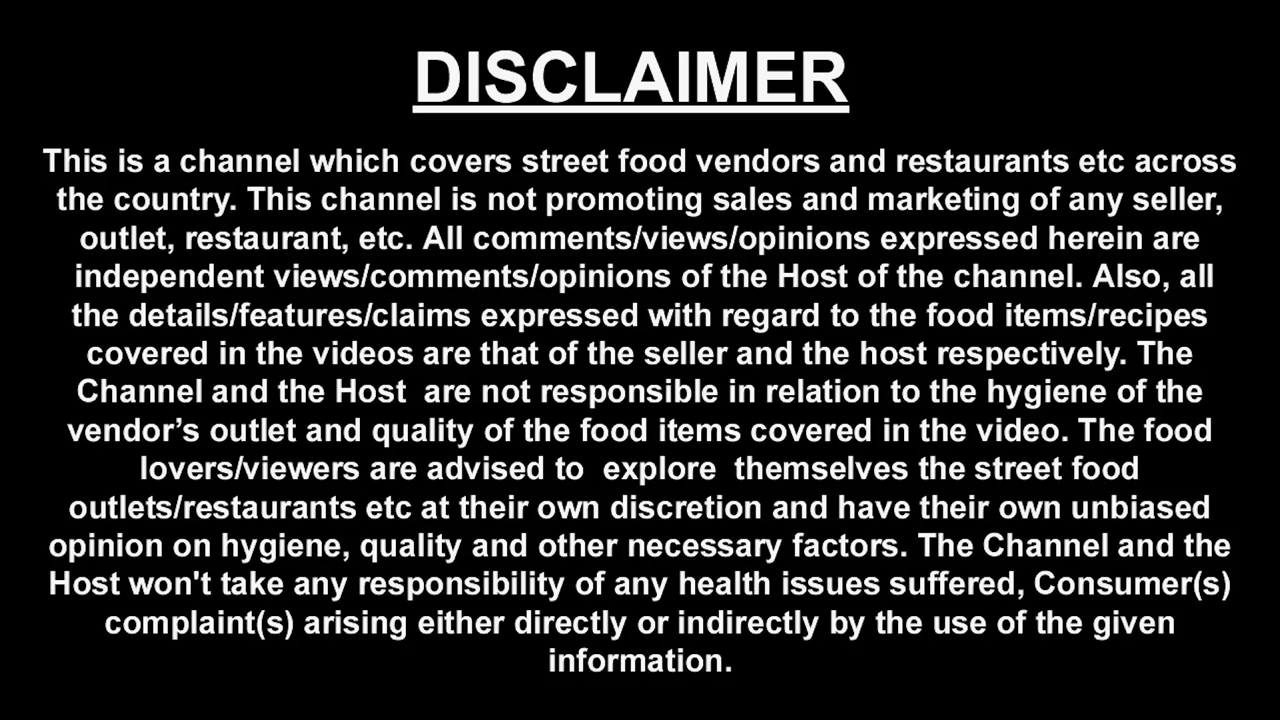 DISCLAIMER
This is a channel which covers street food vendors and restaurants etc across
the country. This channel is not promoting sales and marketing of any seller,
outlet, restaurant, etc. All comments/views/opinions expressed herein are
independent views/comments/opinions of the Host of the channel. Also, all
the details/features/claims expressed with regard to the food items/recipes
covered in the videos are that of the seller and the host respectively. The
Channel and the Host  are not responsible in relation to the hygiene of the
vendor’s outlet and quality of the food items covered in the video. The food
lovers/viewers are advised to  explore  themselves the street food
outlets/restaurants etc at their own discretion and have their own unbiased
opinion on hygiene, quality and other necessary factors. The Channel and the
Host won't take any responsibility of any health issues suffered, Consumer(s)
complaint(s) arising either directly or indirectly by the use of the given
information.